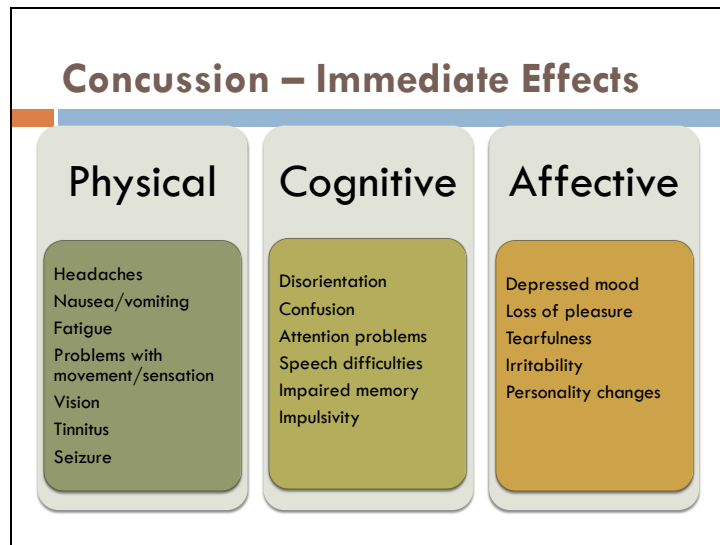 Concussion – Immediate Effects
Physical
Headaches
Nausea/vomiting
Fatigue
Problems with
movement/sensation
Vision
Tinnitus
Seizure
Cognitive
Disorientation
Confusion
Attention problems
Speech difficulties
Impaired memory
Impulsivity
Affective
Depressed mood
Loss of pleasure
Tearfulness
Irritability
Personality changes